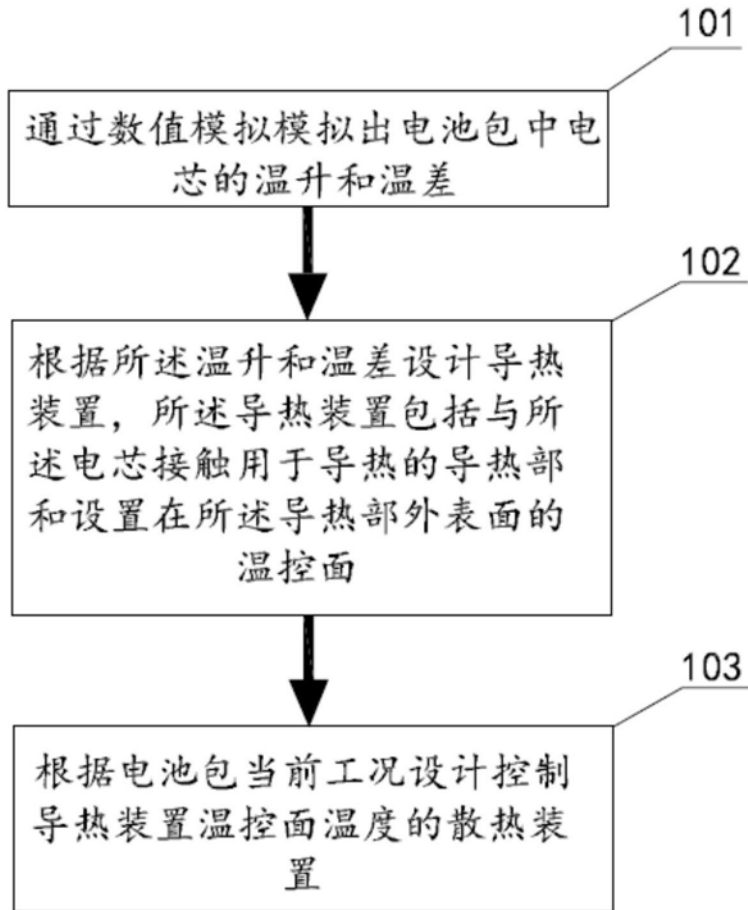 101
通过数值模拟模拟出电池包中电
芯的温升和温差
102
根据所述温升和温差设计导热
装置，所述导热装置包括与所
述电芯接触用于导热的导热部
和设置在所述导热部外表面的
温控面
103
根据电池包当前工况设计控制
导热装置温控面温度的散热装
置